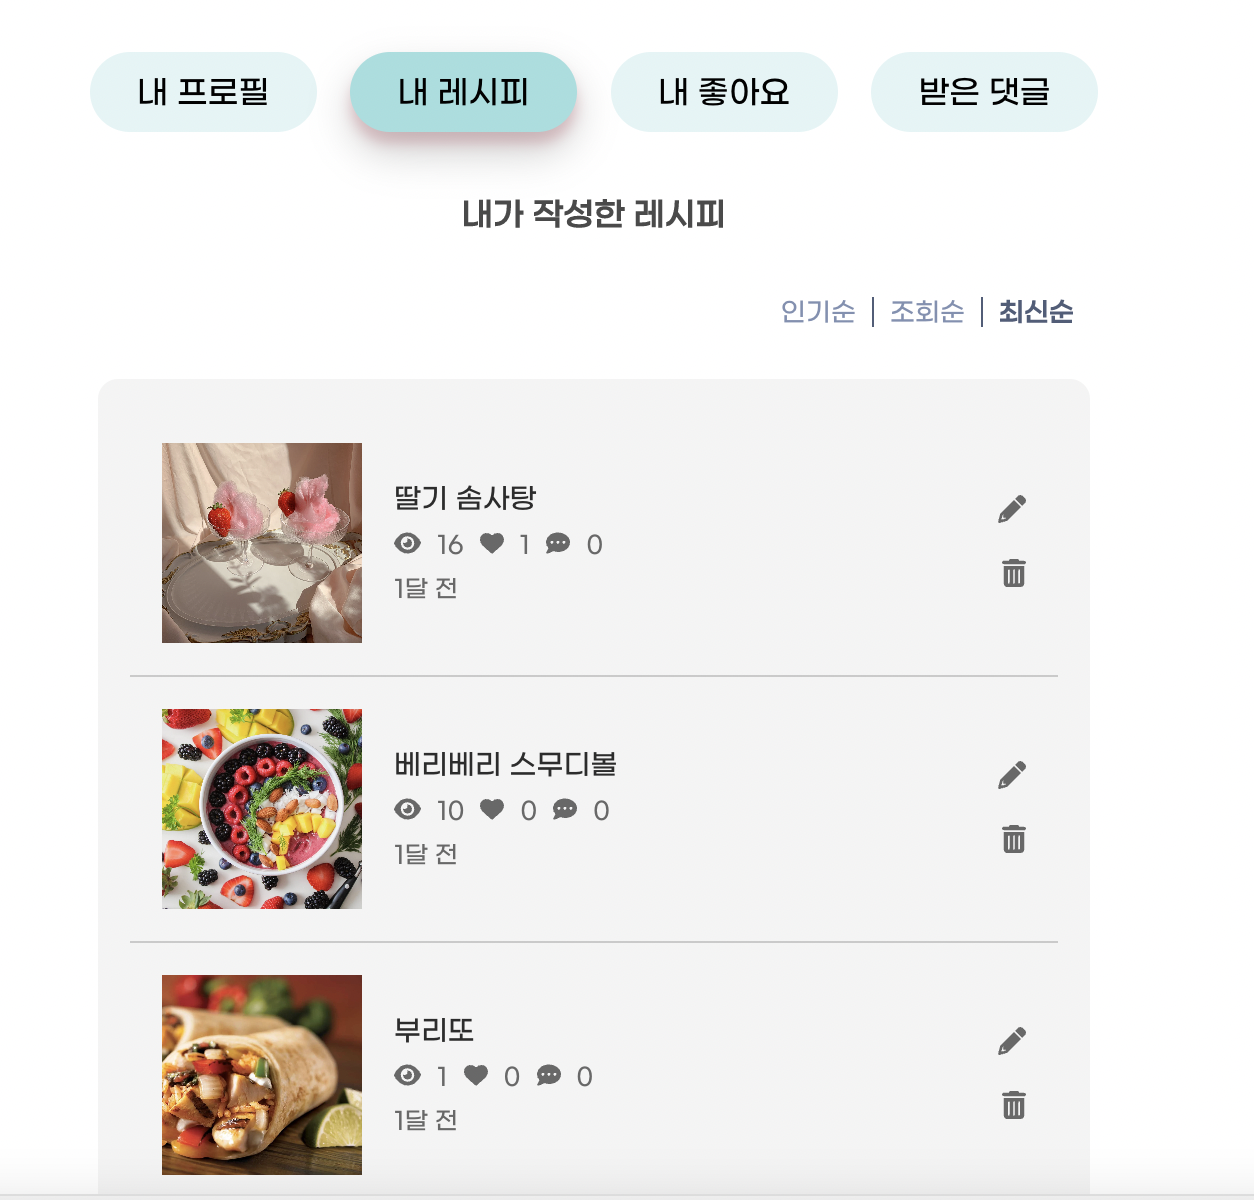 내 프로필 내 레시피 내 좋아요 받은 댓글
내가 작성한 레시피
인기순 조회순 최신순
딸기 솜사탕
16 1 0
1달 전
베리베리 스무디볼
10 0 0
1달 전
부리또
1 0 0
1달 전